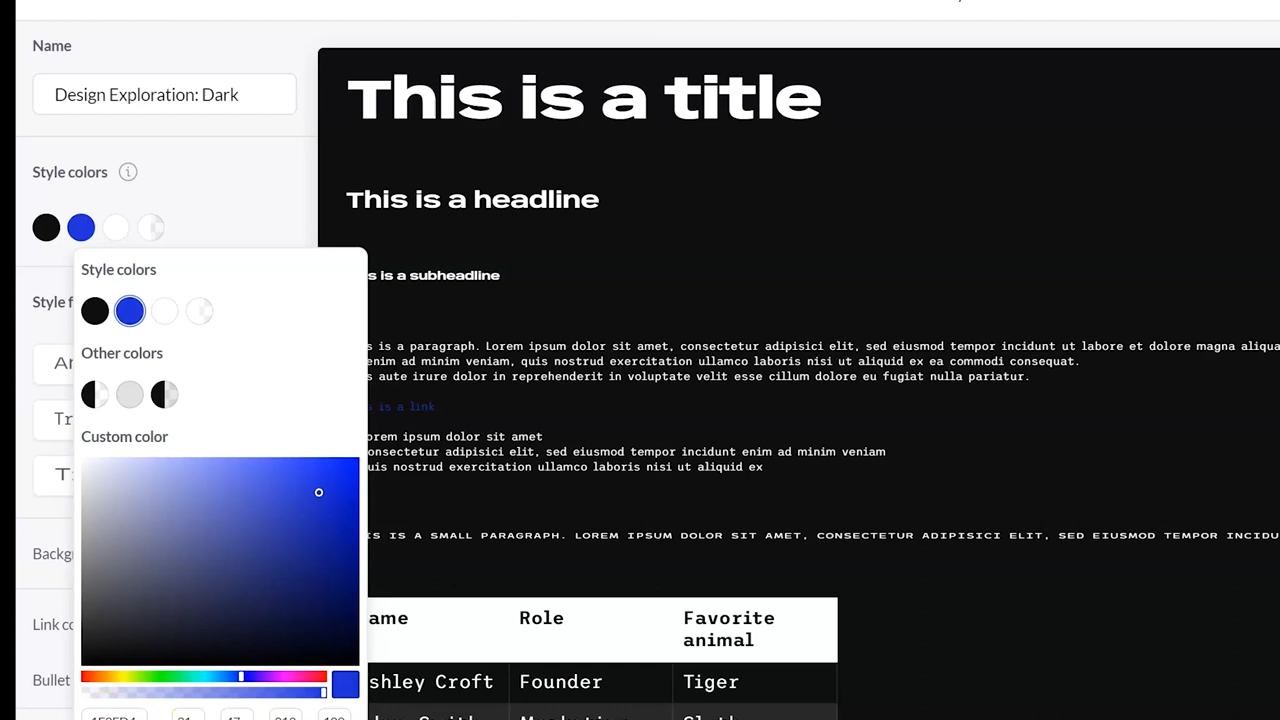 Name
Design Exploration: Dark
Style colors
Style colors
Other colors
Custom color
Link
Bullet
This is a title
This is a headline
is a subheadline
is a paragraph. Lorem ipsum dolor sit amet, consectetur adipisici elit, sed eiusmod tempor incidunt ut labore et dolore magna aliqua
enim ad minim veniam, quis nostrud exercitation ullamco laboris nisi ut aliquid ex ea commodi consequat.
aute irure dolor in reprehenderit in voluptate velit esse cillum dolore eu fugiat nulla pariatur.
is a link
orem ipsum dolor sit amet
onsectetur adipisici elit, sed eiusmod tempor incidunt enim ad minim veniam
uis nostrud exercitation ullamco laboris nisi ut aliquid ex
IS A SMALL PARAGRAPH. LOREM IPSUM DOLOR SIT AMET, CONSECTETUR ADIPISICI ELIT, SED EIUSMOD TEMPOR INCIDU
ame Role Favorite
animal
shley Croft Founder Tiger